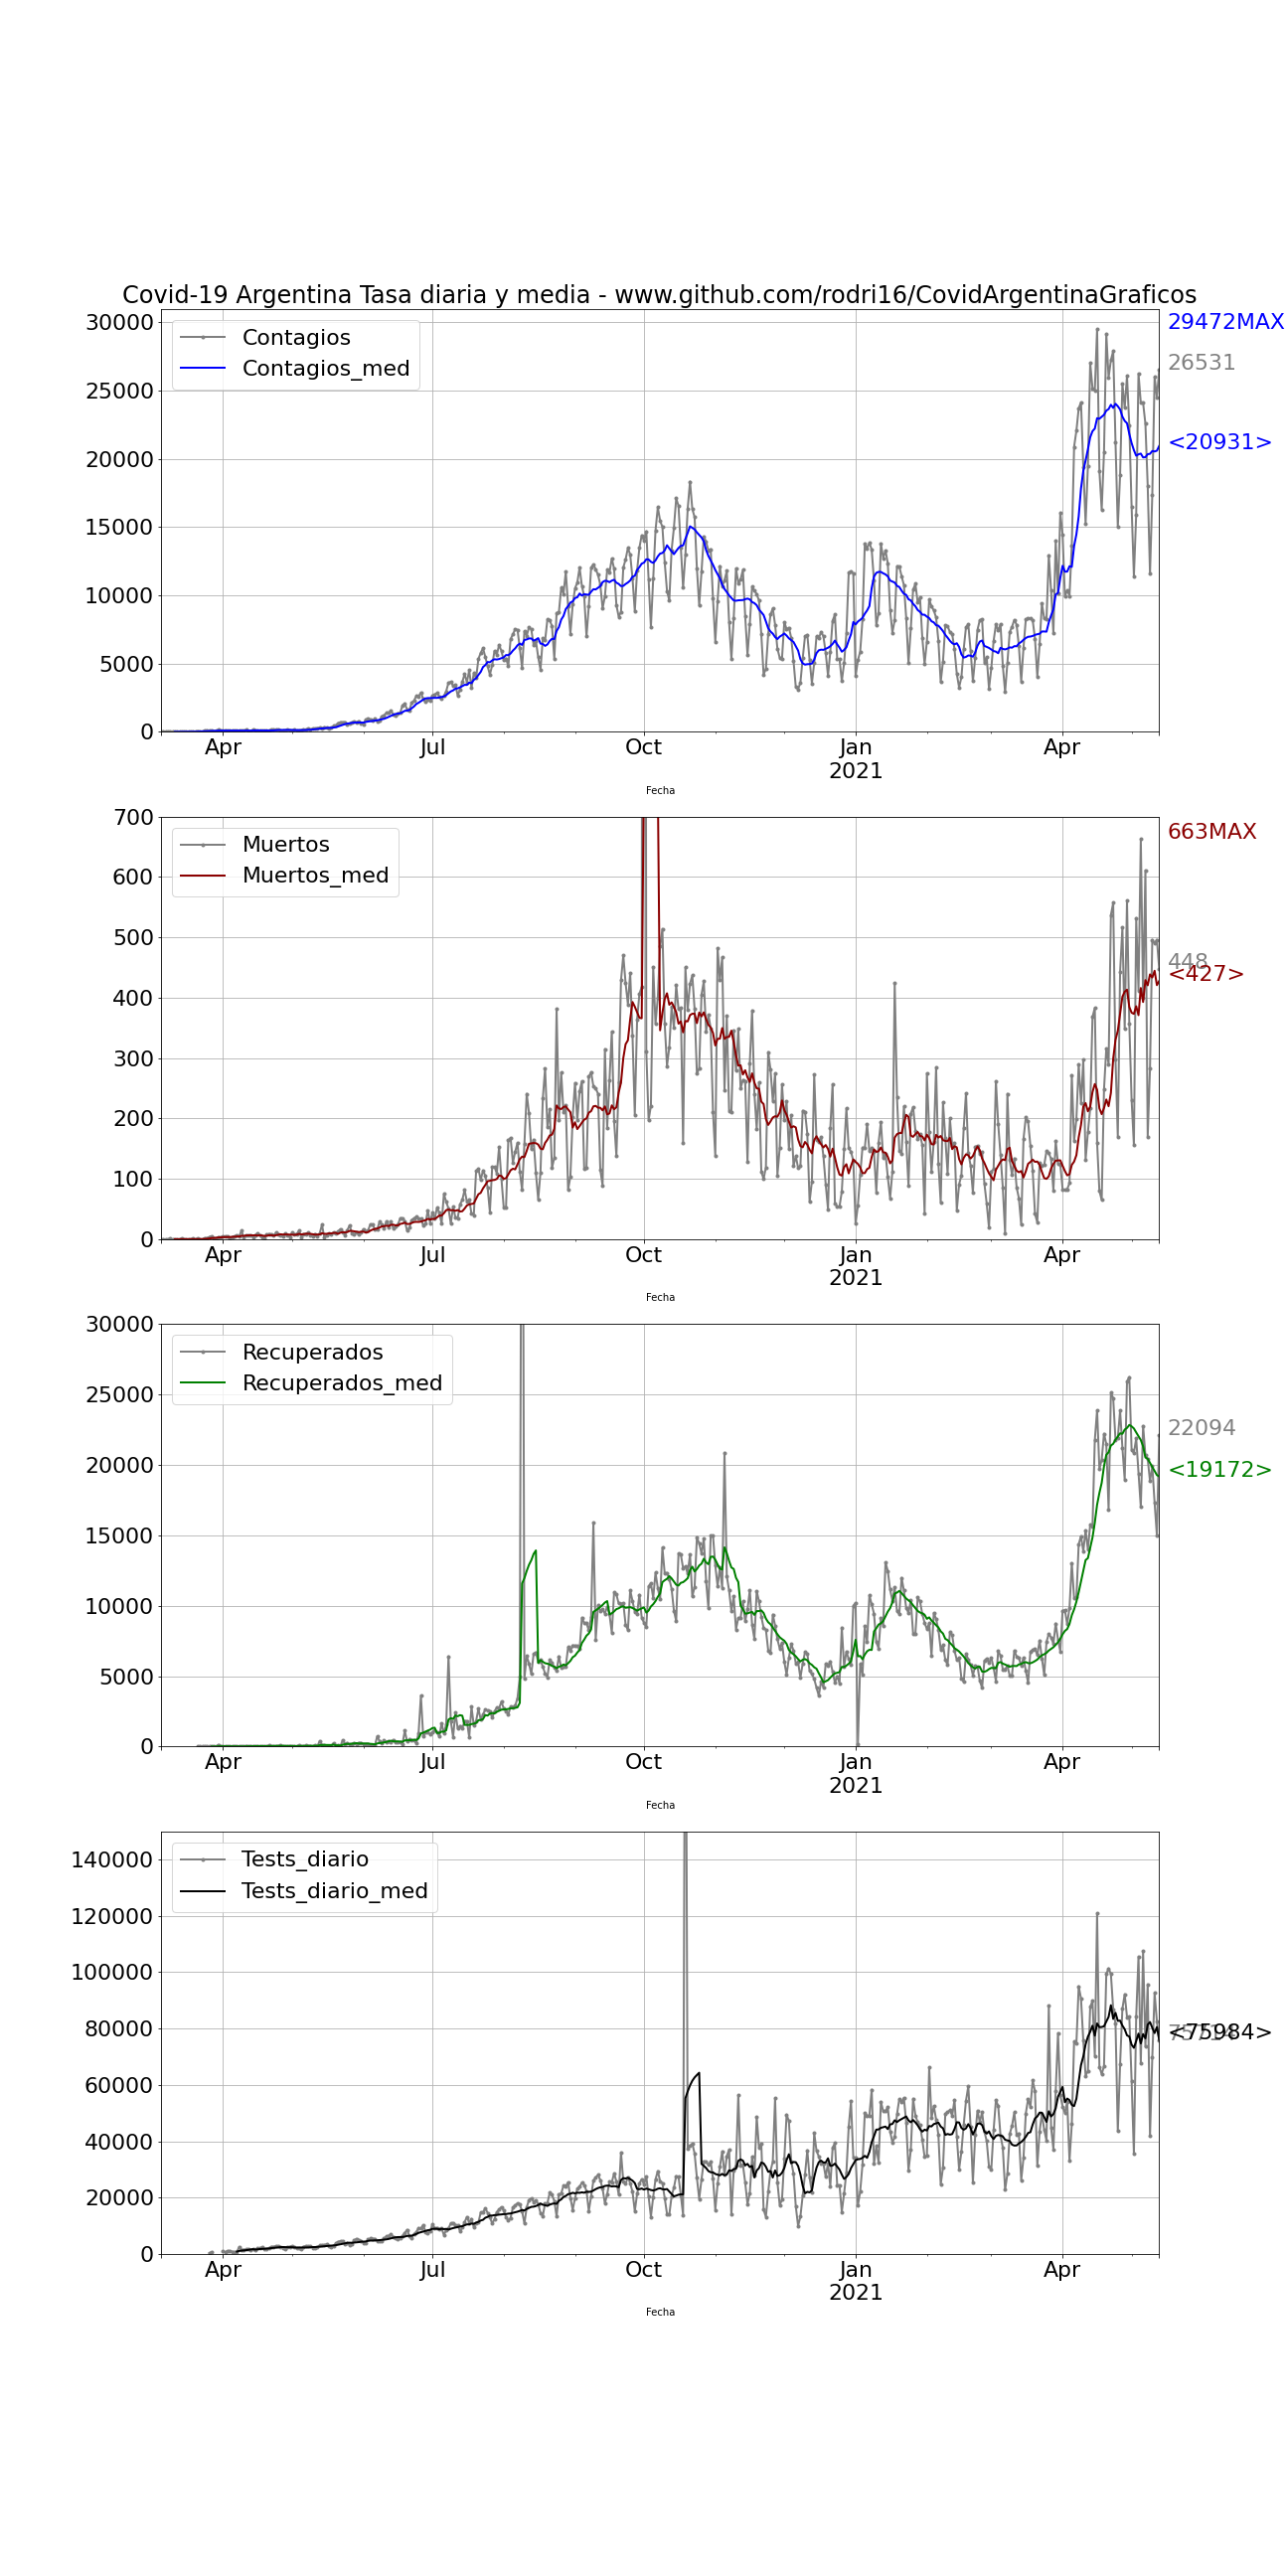 Covid-19 Argentina Tasa diaria y media - www.github.com/rodri16/CovidArgentinaGraficos
30000
25000
20000
15000
10000
5000
0
Contagios
Contagios_med
29472MAX
26531
<20931>
Apr
Jul
Oct
Jan
2021
Apr
Fecha
700
600
500
400
300
200
100
0
Muertos
Muertos_med
663MAX
448
<427>
Apr
Jul
Oct
Jan
2021
Apr
Fecha
30000
25000
20000
15000
10000
5000
0
Recuperados
Recuperados_med
22094
<19172>
Apr
Jul
Oct
Jan
2021
Apr
Fecha
140000
120000
100000
80000
60000
40000
20000
0
Tests_diario
Tests_diario_med
<75984>
Apr
Jul
Oct
Jan
2021
Apr
Fecha